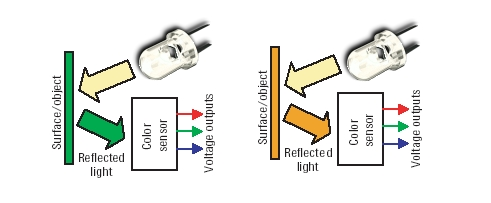 Surface/object
Reflected
light
Color
sensor
Voltage outputs
Surface/object
Reflected
light
Color
sensor
Voltage outputs